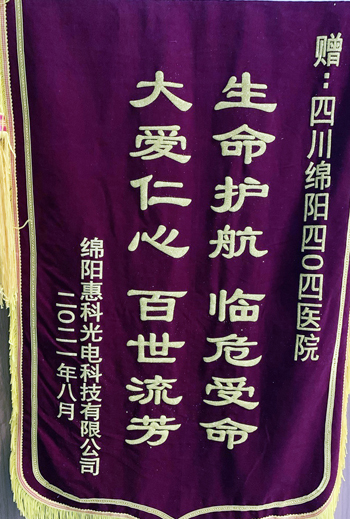 赠：四川绵阳四〇四医院
生命护航 临危受命
大爱仁心 百世流芳
绵阳惠科光电科技有限公司
二〇二一年八月